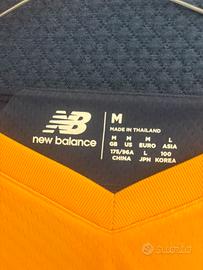 NB
new balance
M
MADE IN THAILAND
M M M L
GB US EURO ASIA
175/96A L 100
CHINA JPN KOREA
Subito